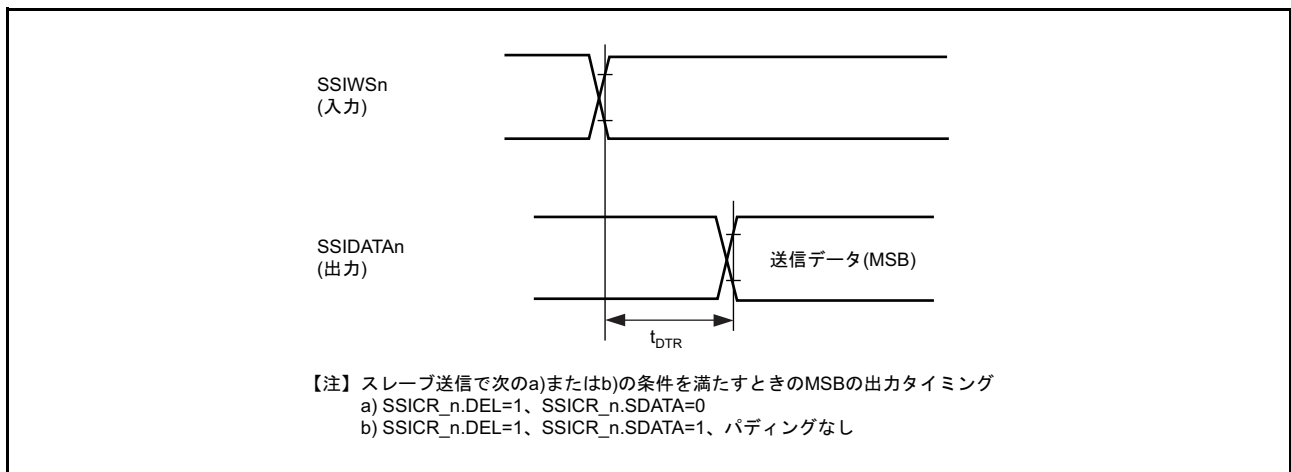 SSIWSn
(入力)
SSIDATAn
(出力)
送信データ(MSB)
tDTR
【注】スレーブ送信で次のa)またはb)の条件を満たすときのMSBの出力タイミング
a) SSICR_n.DEL=1、SSICR_n.SDATA=0
b) SSICR_n.DEL=1、SSICR_n.SDATA=1、パディングなし